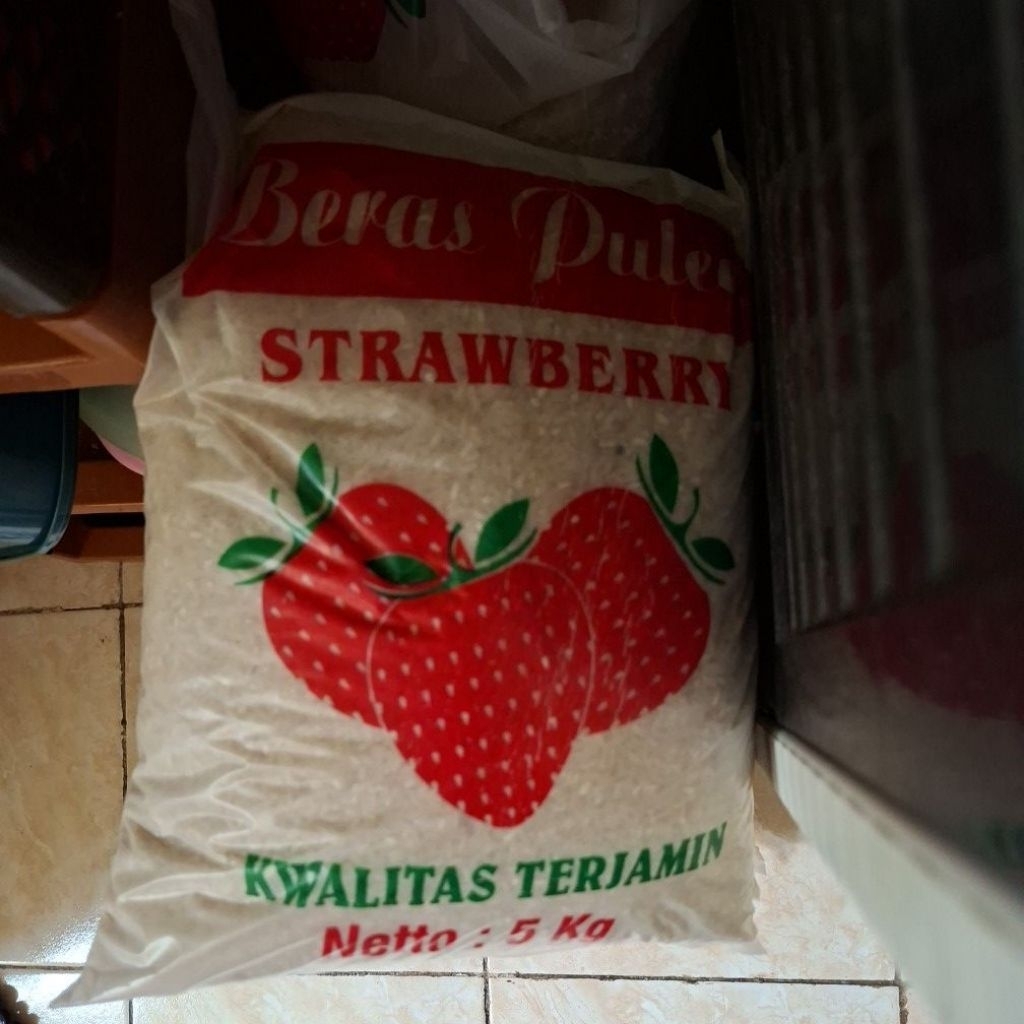 Beras Pulen
STRAWBERRY
KWALITAS TERJAMIN
Netto : 5 Kg